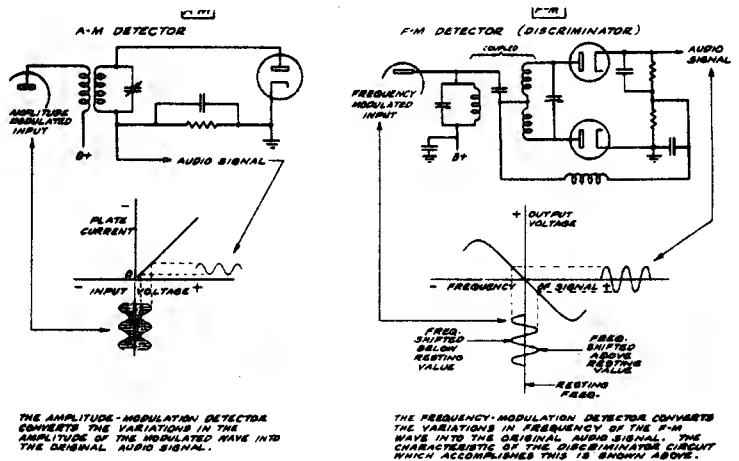 A-M
A-M DETECTOR
AMPLITUDE
MODULATED
INPUT
B+
AUDIO SIGNAL
PLATE
CURRENT
-
0
- INPUT VOLTAGE +
THE AMPLITUDE-MODULATION DETECTOR
CONVERTS THE VARIATIONS IN THE
AMPLITUDE OF THE MODULATED WAVE INTO
THE ORIGINAL AUDIO SIGNAL.
F-M
F-M DETECTOR (DISCRIMINATOR)
COUPLED
FREQUENCY
MODULATED
INPUT
B+
AUDIO
SIGNAL
+ OUTPUT
VOLTAGE
- FREQUENCY OF SIGNAL +
FREQ.
SHIFTED
BELOW
RESTING
VALUE
FREQ.
SHIFTED
ABOVE
RESTING
VALUE
RESTING
FREQ.
THE FREQUENCY-MODULATION DETECTOR CONVERTS
THE VARIATIONS IN FREQUENCY OF THE F-M
WAVE INTO THE ORIGINAL AUDIO SIGNAL. THE
CHARACTERISTIC OF THE DISCRIMINATOR CIRCUIT
WHICH ACCOMPLISHES THIS IS SHOWN ABOVE.